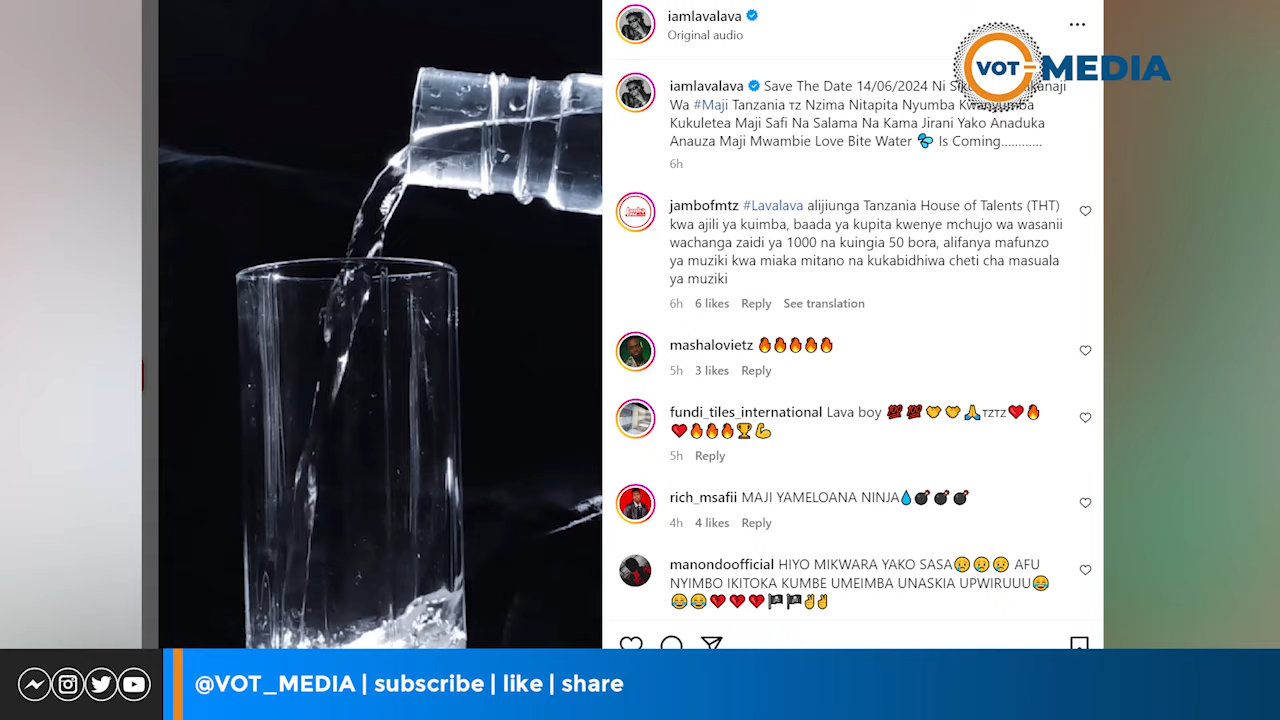 iamlavalava
Original audio
VOT-MEDIA
iamlavalava Save The Date 14/06/2024 Ni
Wa #Maji Tanzania TZ Nzima Nitapita Nyumba
Kukuletea Maji Safi Na Salama Na Kama Jirani Yako Anaduka
Anauza Maji Mwambie Love Bite Water 💦 Is Coming............
6h
jambofmtz #Lavalava alijiunga Tanzania House of Talents (THT)
kwa ajili ya kuimba, baada ya kupita kwenye mchujo wa wasanii
wachanga zaidi ya 1000 na kuingia 50 bora, alifanya mafunzo
ya muziki kwa miaka mitano na kukabidhiwa cheti cha masuala
ya muziki
6h 6 likes Reply See translation
mashalovietz 🔥🔥🔥🔥🔥
5h 3 likes Reply
fundi_tiles_international Lava boy 💯💯🤝🤝🙏TZTZ❤️🔥
❤️🔥🔥🔥🏆💪
5h Reply
rich_msafii MAJI YAMELOANA NINJA💧💣💣💣
4h 4 likes Reply
manondoofficial HIYO MIKWARA YAKO SASA😢😢😢 AFU
NYIMBO IKITOKA KUMBE UMEIMBA UNASKIA UPWIRUUU😂
😂😂💔💔💔🏴‍☠️🏴‍☠️✌️✌️
@VOT_MEDIA | subscribe | like | share